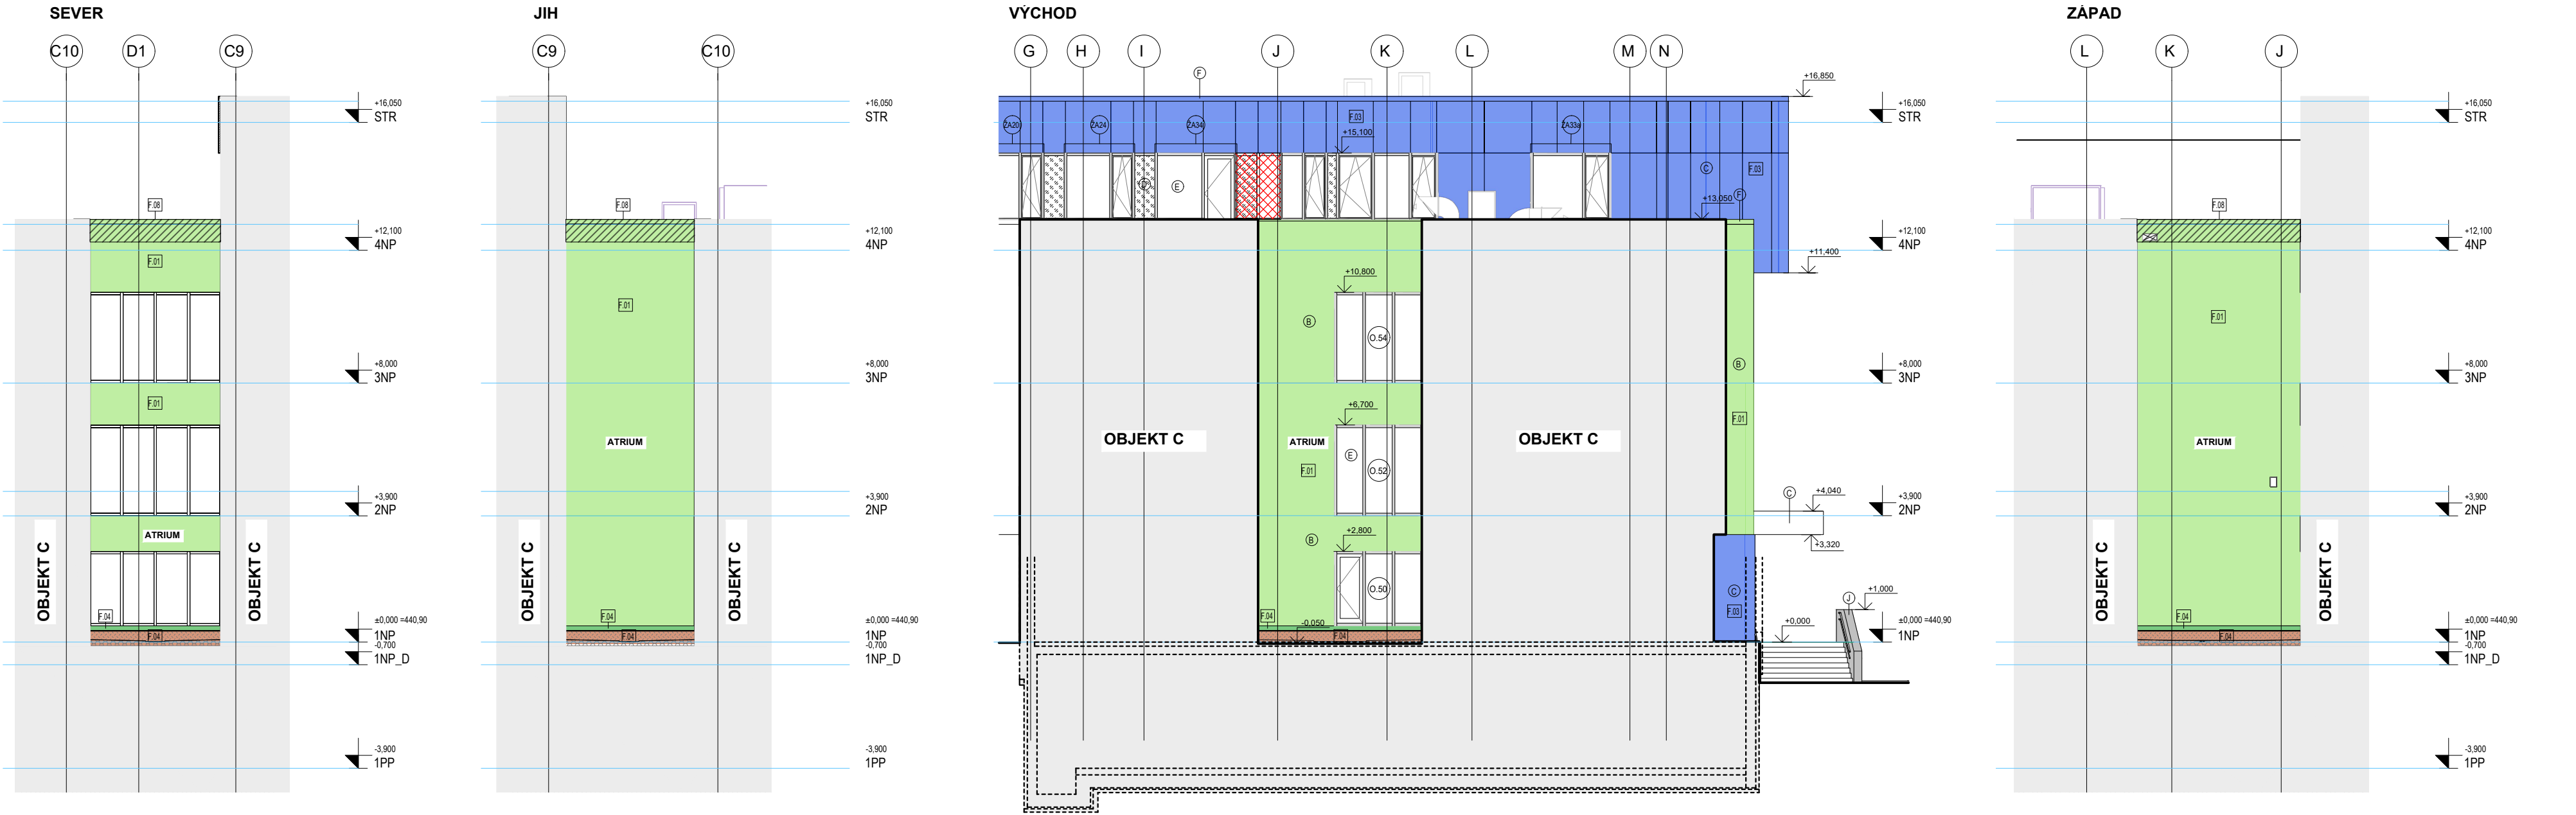 SEVER
C10
D1
C9
+16,050
STR
F.08
+12,100
4NP
F.01
+8,000
3NP
F.01
+3,900
2NP
ATRIUM
OBJEKT C
OBJEKT C
F.04
F.04
±0,000 =440,90
1NP
-0,700
1NP_D
-3,900
1PP
JIH
C9
C10
+16,050
STR
F.08
+12,100
4NP
F.01
+8,000
3NP
ATRIUM
+3,900
2NP
OBJEKT C
OBJEKT C
F.04
F.04
±0,000 =440,90
1NP
-0,700
1NP_D
-3,900
1PP
VÝCHOD
G
H
I
J
K
L
M
N
F
+16,850
+16,050
STR
ŽA20
ŽA24
ŽA34
F.03
ŽA33a
+15,100
C
F.03
E
F
+13,050
+12,100
4NP
+11,400
+10,800
B
O.54
B
+8,000
3NP
+6,700
F.01
OBJEKT C
ATRIUM
OBJEKT C
E
F.01
O.52
C
+4,040
+3,900
2NP
+2,800
B
+3,320
O.50
C
J
+1,000
F.03
F.04
-0,050
F.04
+0,000
±0,000 =440,90
1NP
ZÁPAD
L
K
J
+16,050
STR
F.08
+12,100
4NP
F.01
+8,000
3NP
ATRIUM
+3,900
2NP
OBJEKT C
OBJEKT C
F.04
F.04
±0,000 =440,90
1NP
-0,700
1NP_D
-3,900
1PP